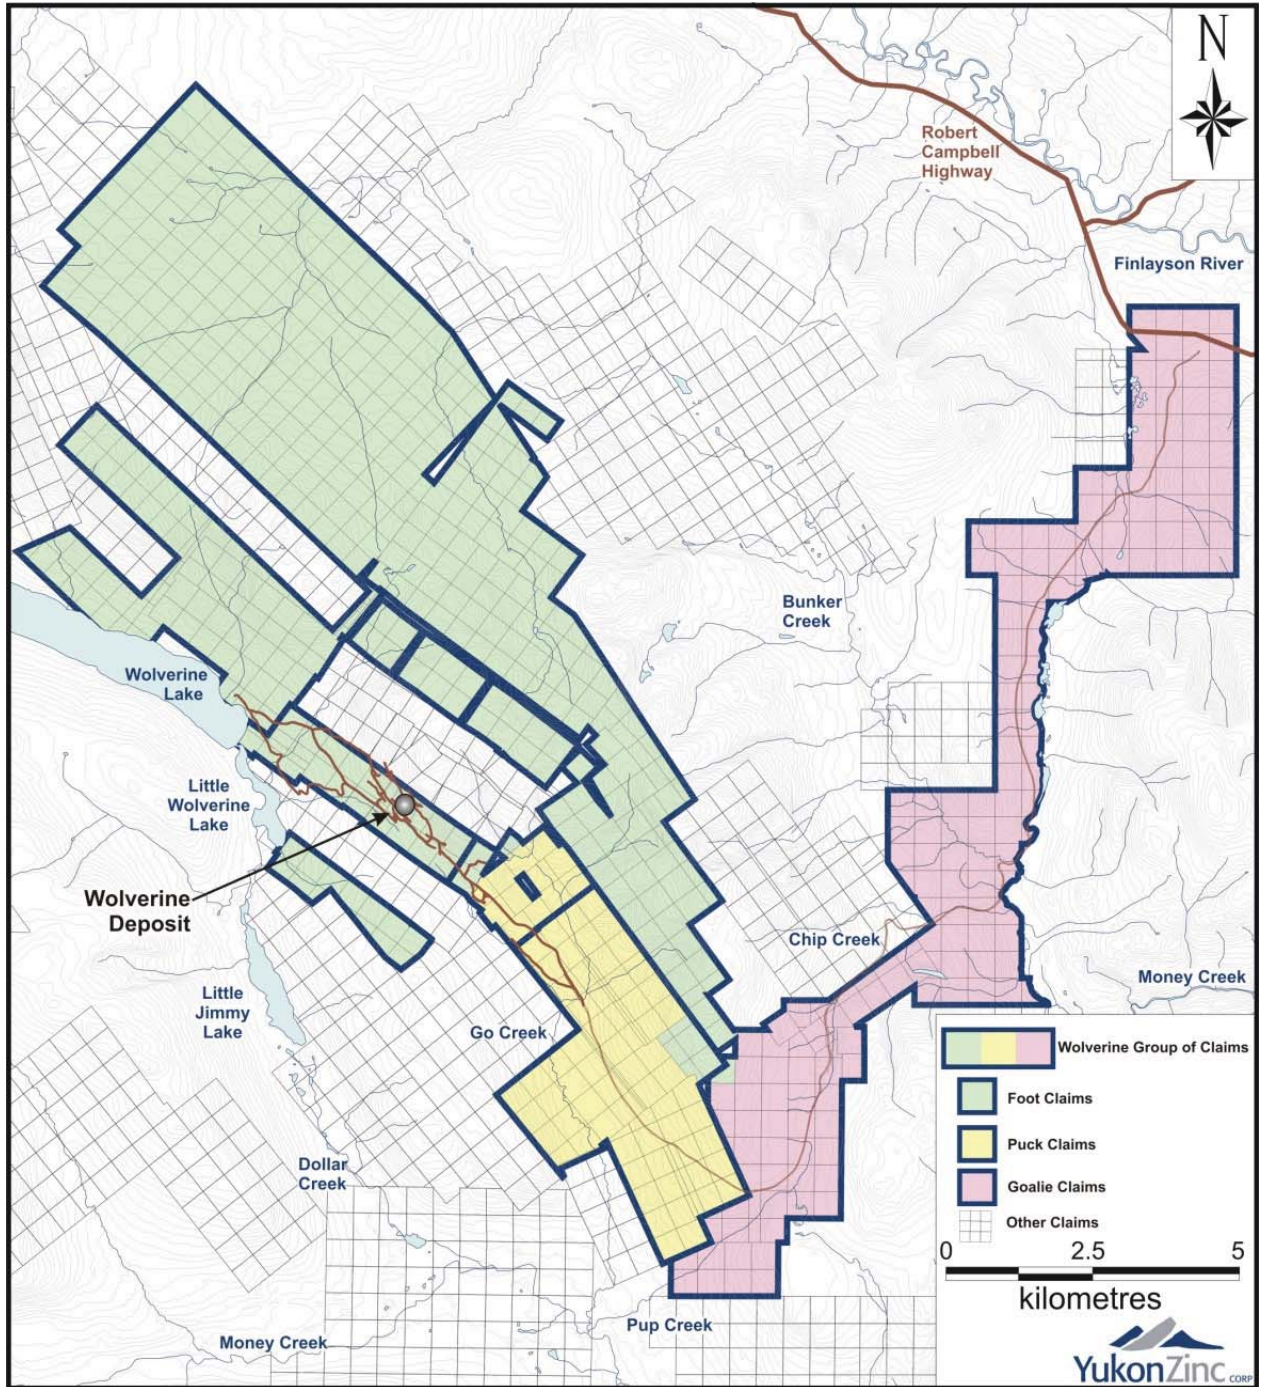 N
Robert
Campbell
Highway
Finlayson River
Bunker
Creek
Wolverine
Lake
Little
Wolverine
Lake
Wolverine
Deposit
Chip Creek
Money Creek
Little
Jimmy
Lake
Go Creek
Wolverine Group of Claims
Foot Claims
Puck Claims
Goalie Claims
Other Claims
0 2.5 5
kilometres
Dollar
Creek
Pup Creek
Money Creek
YukonZinc CORP